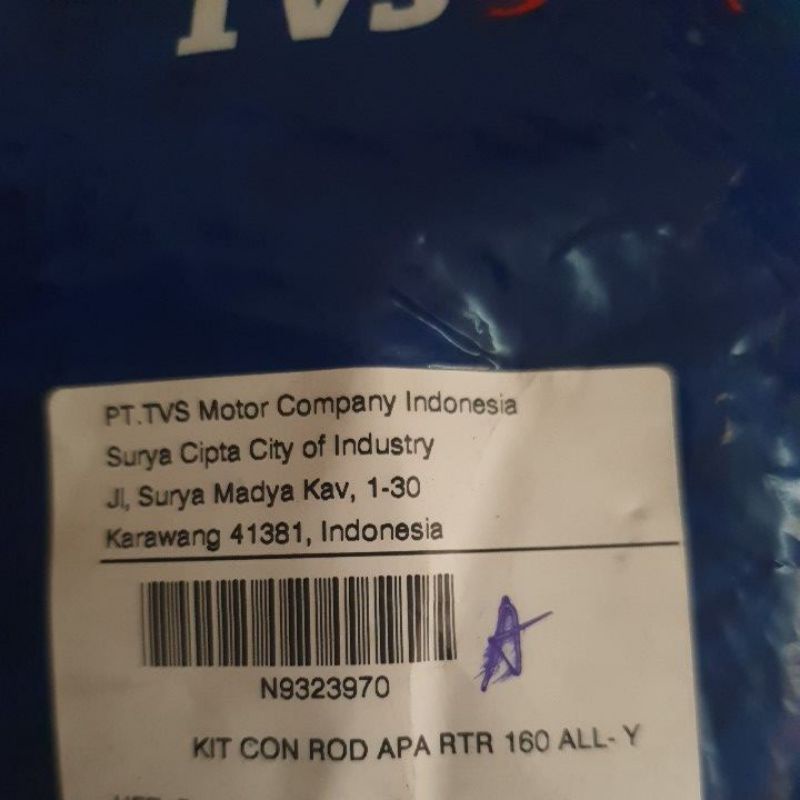 TVS
PT.TVS Motor Company Indonesia
Surya Cipta City of Industry
Jl, Surya Madya Kav, 1-30
Karawang 41381, Indonesia
A
N9323970
KIT CON ROD APA RTR 160 ALL- Y